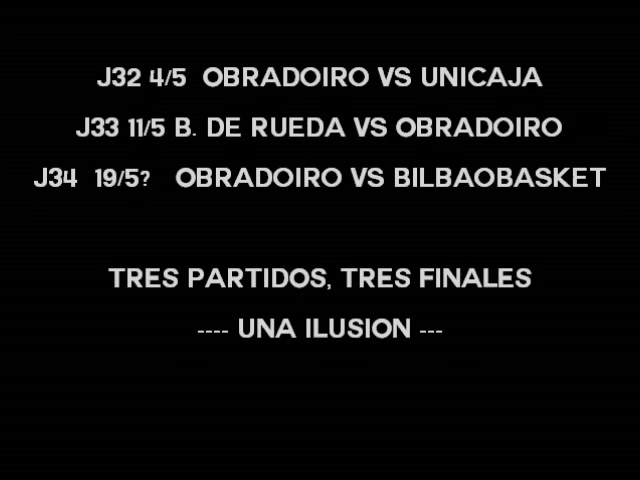 J32 4/5 OBRADOIRO VS UNICAJA
J33 11/5 B. DE RUEDA VS OBRADOIRO
J34 19/5? OBRADOIRO VS BILBAOBASKET
TRES PARTIDOS, TRES FINALES
---- UNA ILUSION ---